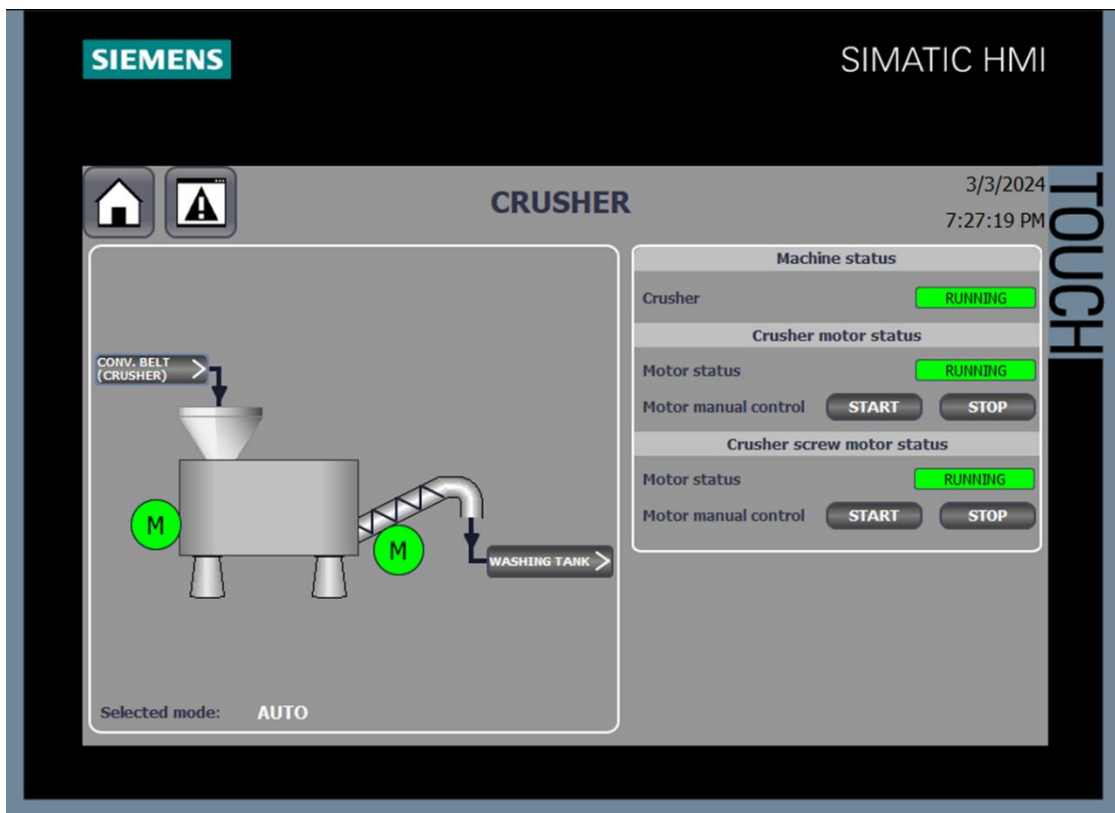 SIEMENS
SIMATIC HMI
TOUCH
CRUSHER
3/3/2024
7:27:19 PM
CONV. BELT
(CRUSHER)
M
M
WASHING TANK
Selected mode: AUTO
Machine status
Crusher RUNNING
Crusher motor status
Motor status RUNNING
Motor manual control START STOP
Crusher screw motor status
Motor status RUNNING
Motor manual control START STOP